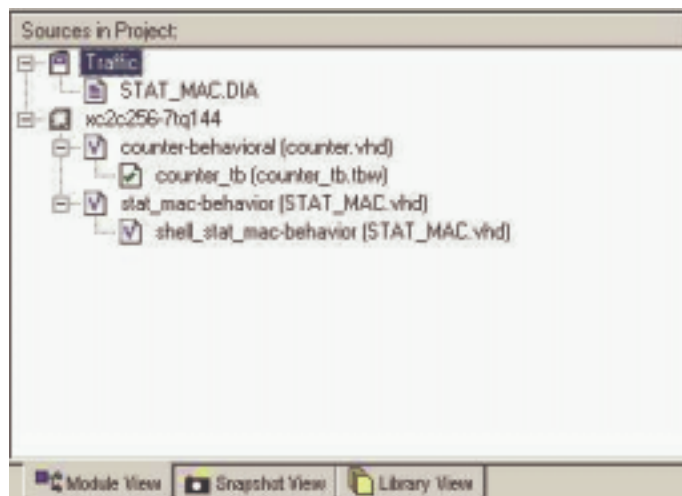 Sources in Project:
Traffic
STAT_MAC.DIA
xc2c256-7tq144
counter-behavioral (counter.vhd)
counter_tb (counter_tb.tbw)
stat_mac-behavior (STAT_MAC.vhd)
shell_stat_mac-behavior (STAT_MAC.vhd)
Module View Snapshot View Library View